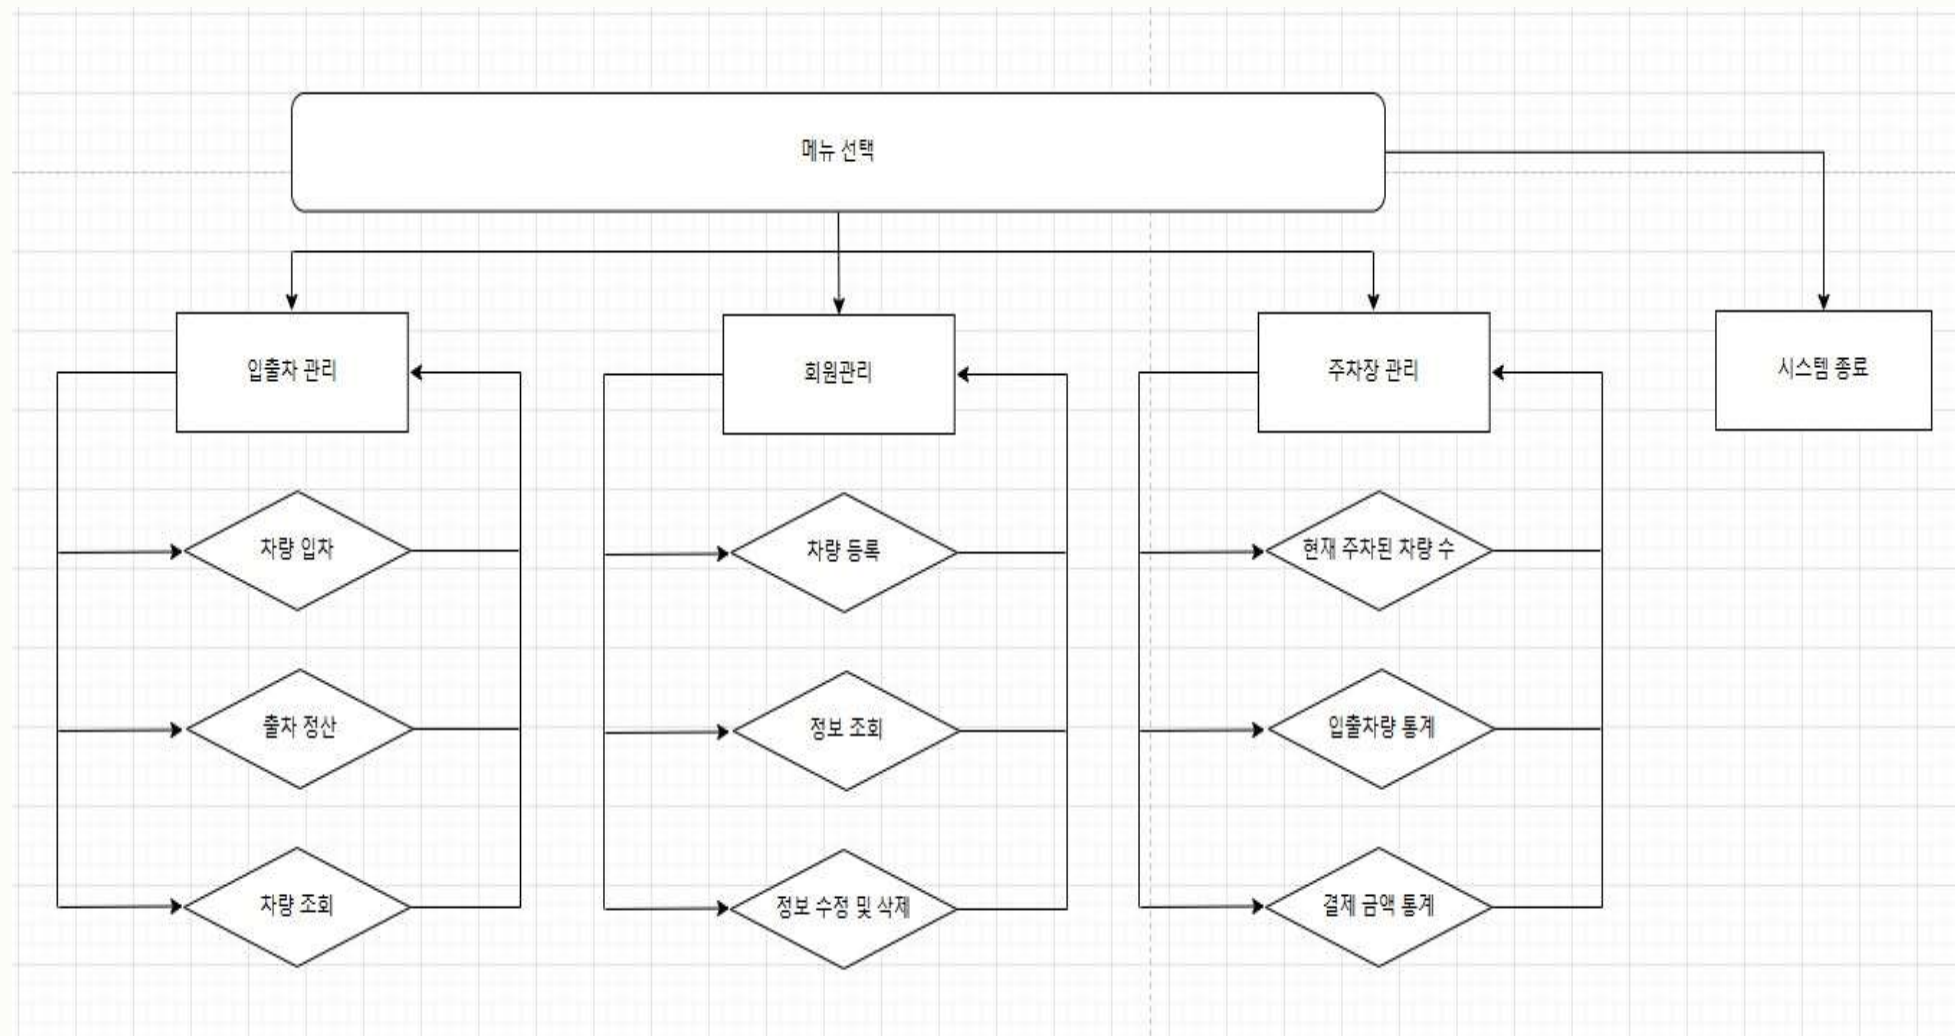 메뉴 선택
입출차 관리
회원관리
주차장 관리
시스템 종료
차량 입차
차량 등록
현재 주차된 차량 수
출차 정산
정보 조회
입출차량 통계
차량 조회
정보 수정 및 삭제
결제 금액 통계